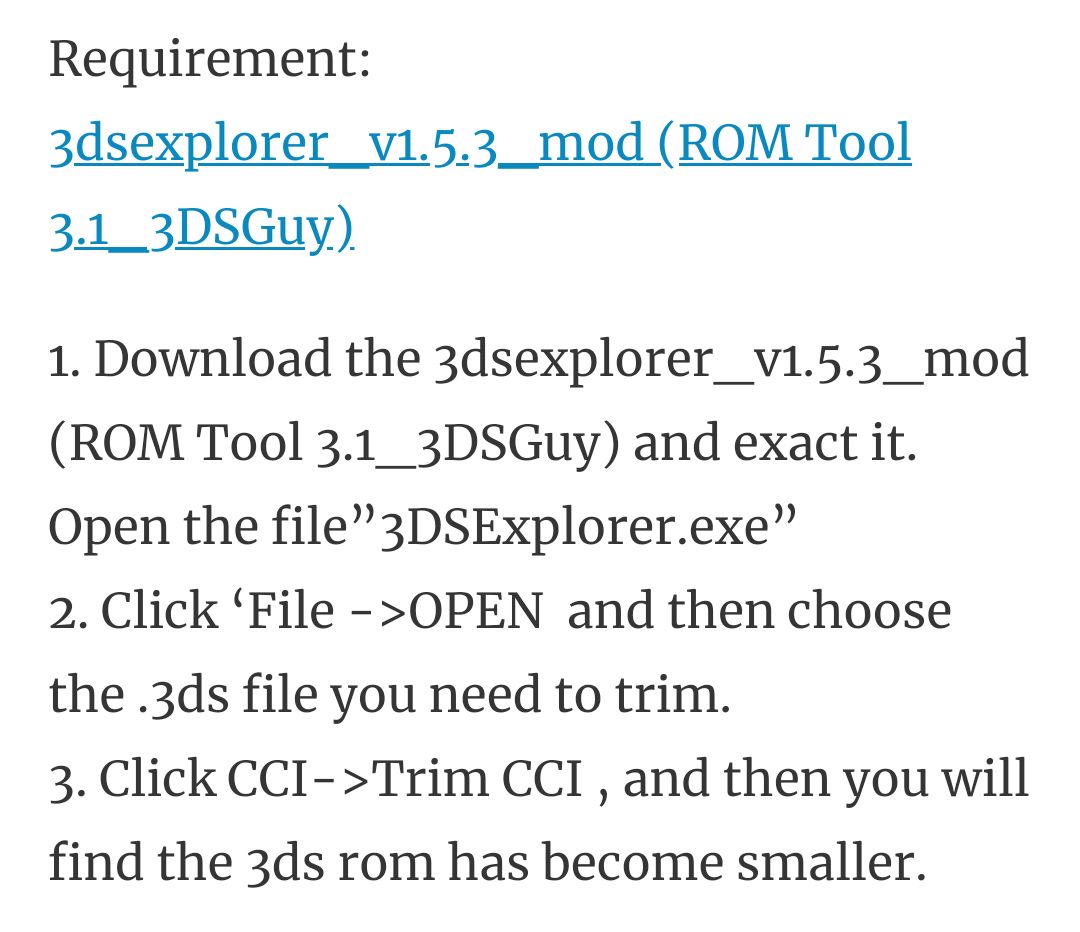 Requirement:
3dsexplorer_v1.5.3_mod (ROM Tool
3.1_3DSGuy)
1. Download the 3dsexplorer_v1.5.3_mod
(ROM Tool 3.1_3DSGuy) and exact it.
Open the file”3DSExplorer.exe”
2. Click ‘File ->OPEN  and then choose
the .3ds file you need to trim.
3. Click CCI->Trim CCI , and then you will
find the 3ds rom has become smaller.